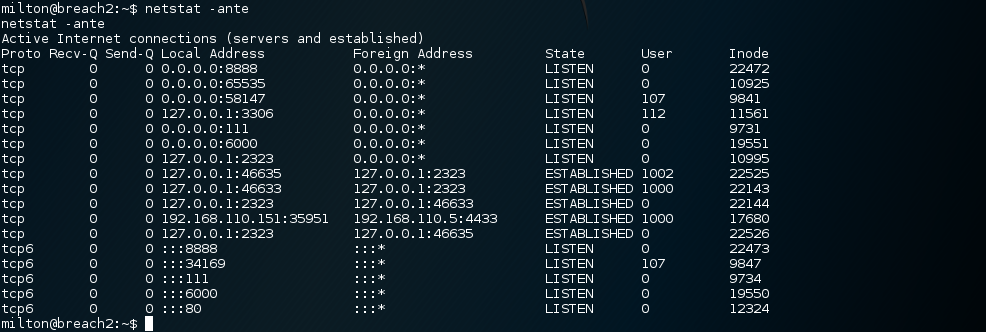 milton@breach2:~$ netstat -ante
netstat -ante
Active Internet connections (servers and established)
Proto Recv-Q Send-Q Local Address           Foreign Address         State       User       Inode
tcp        0      0 0.0.0.0:8888            0.0.0.0:*               LISTEN      0          22472
tcp        0      0 0.0.0.0:65535           0.0.0.0:*               LISTEN      0          10925
tcp        0      0 0.0.0.0:58147           0.0.0.0:*               LISTEN      107        9841
tcp        0      0 127.0.0.1:3306          0.0.0.0:*               LISTEN      112        11561
tcp        0      0 0.0.0.0:111             0.0.0.0:*               LISTEN      0          9731
tcp        0      0 0.0.0.0:6000            0.0.0.0:*               LISTEN      0          19551
tcp        0      0 127.0.0.1:2323          0.0.0.0:*               LISTEN      0          10995
tcp        0      0 127.0.0.1:46635         127.0.0.1:2323          ESTABLISHED 1002       22525
tcp        0      0 127.0.0.1:46633         127.0.0.1:2323          ESTABLISHED 1000       22143
tcp        0      0 127.0.0.1:2323          127.0.0.1:46633         ESTABLISHED 0          22144
tcp        0      0 192.168.110.151:35951   192.168.110.5:4433      ESTABLISHED 1000       17680
tcp        0      0 127.0.0.1:2323          127.0.0.1:46635         ESTABLISHED 0          22526
tcp6       0      0 :::8888                 :::*                    LISTEN      0          22473
tcp6       0      0 :::34169                :::*                    LISTEN      107        9847
tcp6       0      0 :::111                  :::*                    LISTEN      0          9734
tcp6       0      0 :::6000                 :::*                    LISTEN      0          19550
tcp6       0      0 :::80                   :::*                    LISTEN      0          12324
milton@breach2:~$